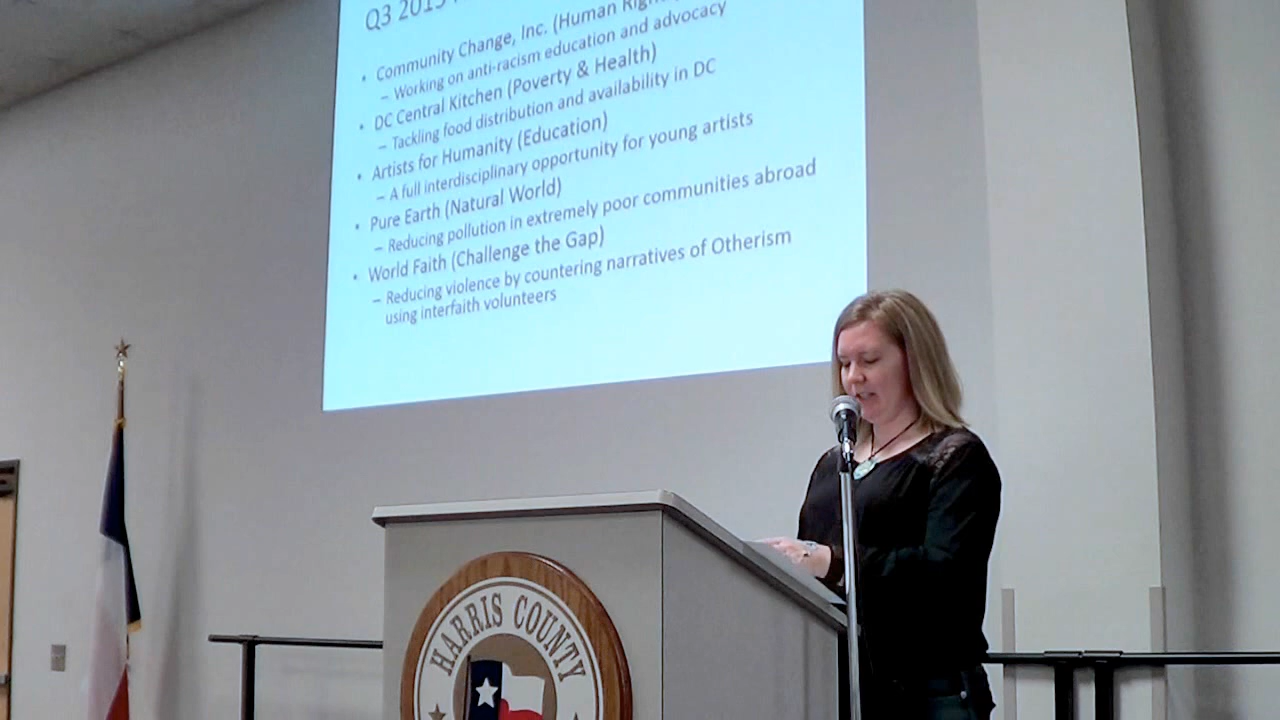 Q3 2015
• Community Change, Inc. (Human Rights
– Working on anti-racism education and advocacy
• DC Central Kitchen (Poverty & Health)
– Tackling food distribution and availability in DC
• Artists for Humanity (Education)
– A full interdisciplinary opportunity for young artists
• Pure Earth (Natural World)
– Reducing pollution in extremely poor communities abroad
• World Faith (Challenge the Gap)
– Reducing violence by countering narratives of Otherism
using interfaith volunteers
HARRIS COUNTY